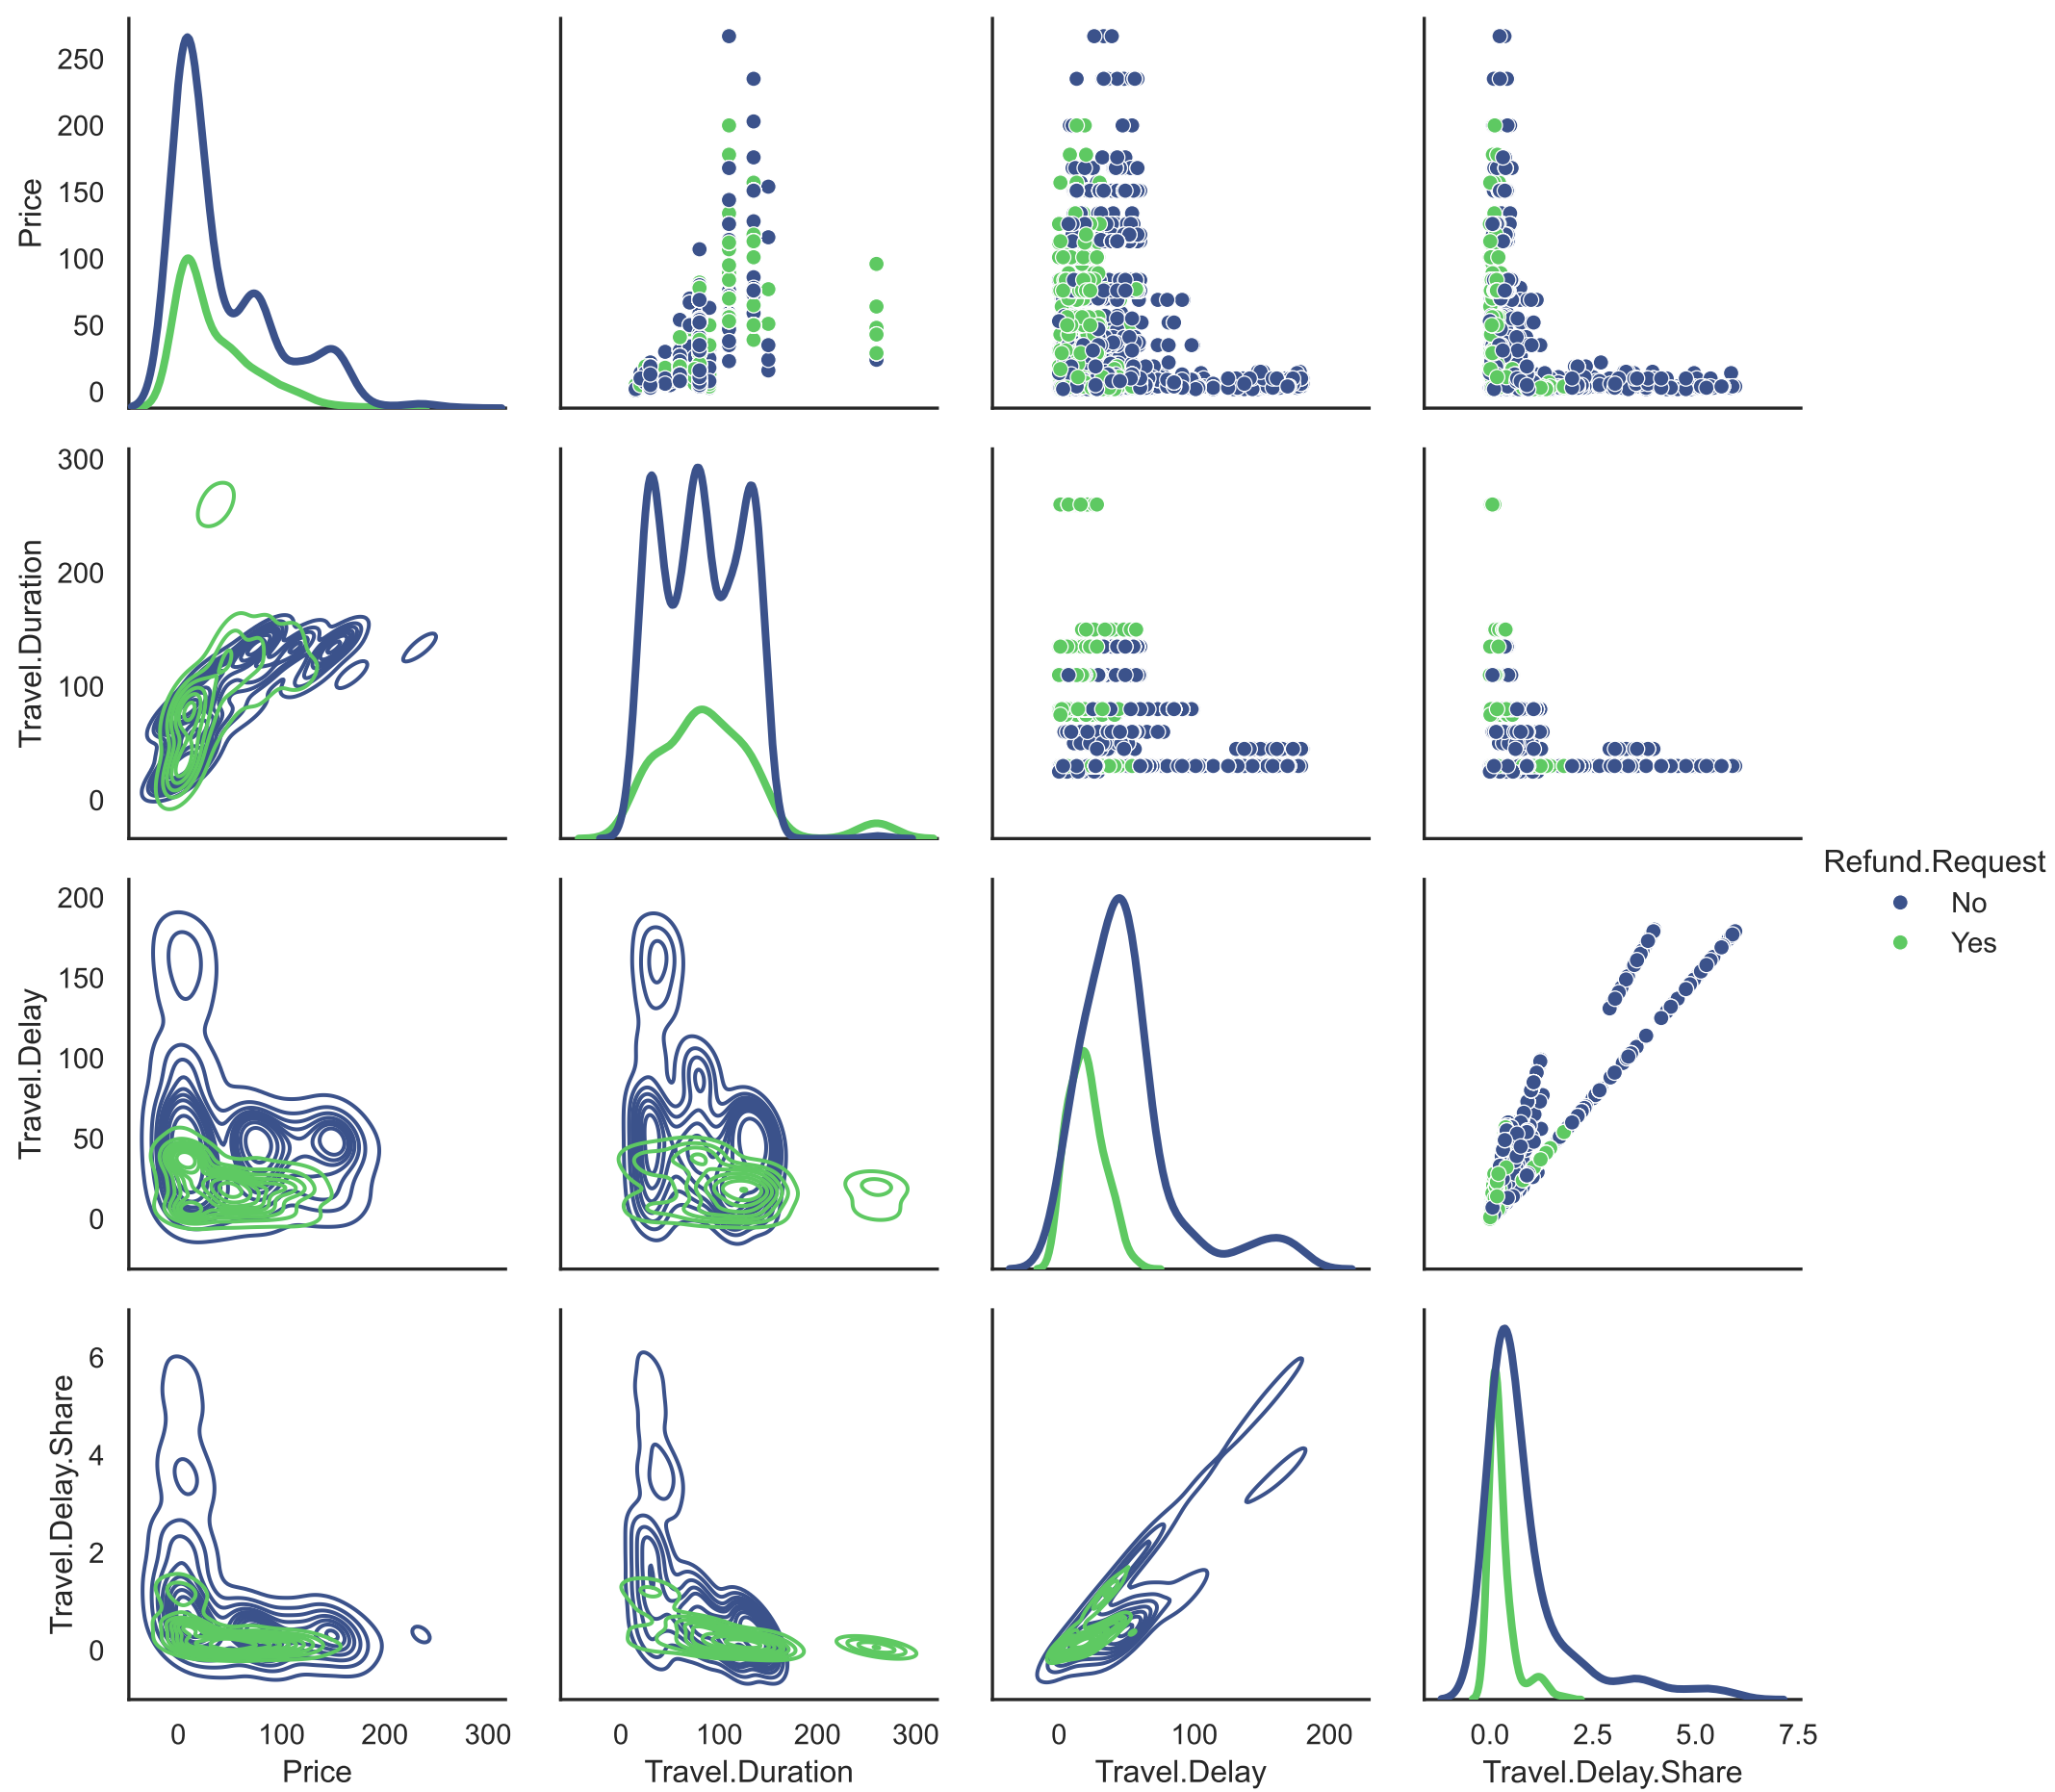 Price
250
200
150
100
50
0
Travel.Duration
300
200
100
0
Travel.Delay
200
150
100
50
0
Refund.Request
No
Yes
Travel.Delay.Share
6
4
2
0
0 100 200 300
Price
0 100 200 300
Travel.Duration
0 100 200
Travel.Delay
0.0 2.5 5.0 7.5
Travel.Delay.Share